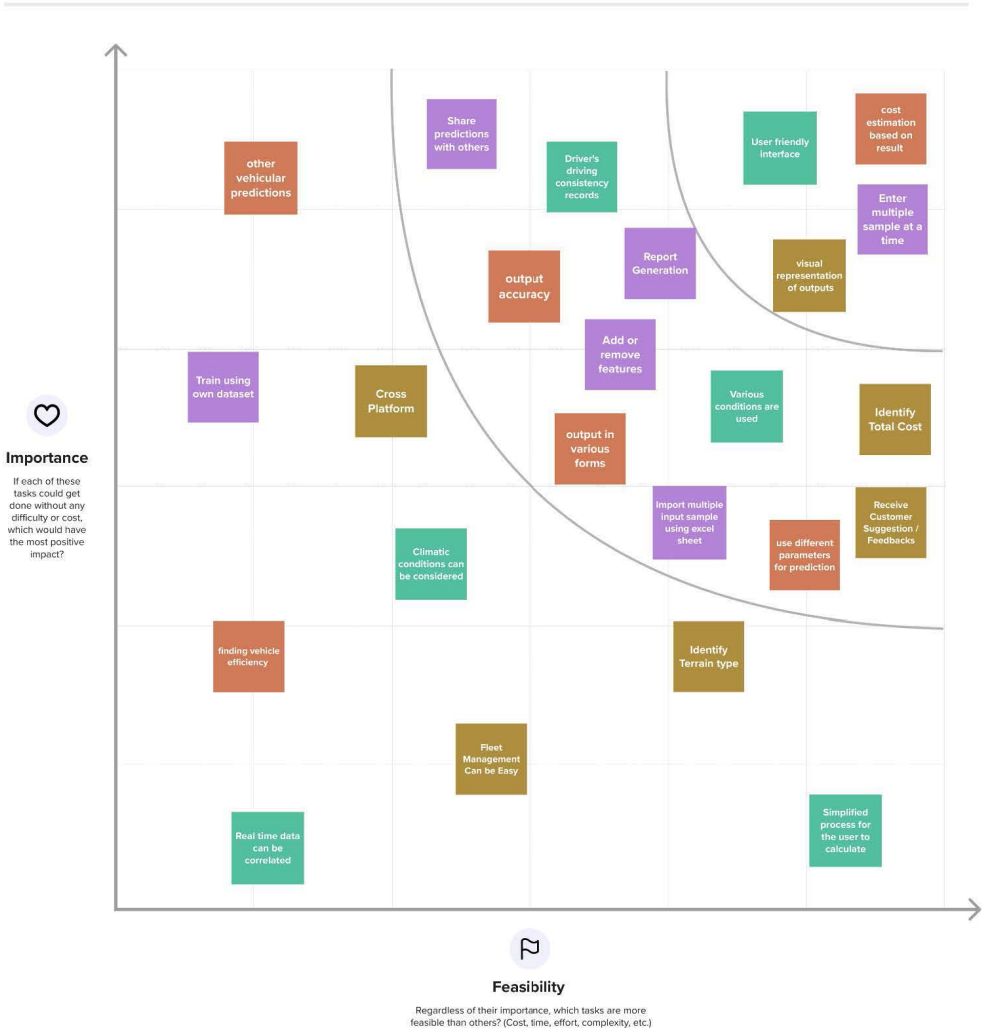 cost
estimation
based on
result
Share
predictions
with others
User friendly
interface
other
vehicular
predictions
Driver's
driving
consistency
records
Enter
multiple
sample at a
time
Report
Generation
visual
representation
of outputs
output
accuracy
Add or
remove
features
Train using
own dataset
Cross
Platform
Various
conditions are
used
Identify
Total Cost
output in
various
forms
Importance
If each of these
tasks could get
done without any
difficulty or cost,
which would have
the most positive
impact?
Import multiple
input sample
using excel
sheet
Receive
Customer
Suggestion /
Feedbacks
use different
parameters
for prediction
Climatic
conditions can
be considered
finding vehicle
efficiency
Identify
Terrain type
Fleet
Management
Can be Easy
Simplified
process for
the user to
calculate
Real time data
can be
correlated
Feasibility
Regardless of their importance, which tasks are more
feasible than others? (Cost, time, effort, complexity, etc.)